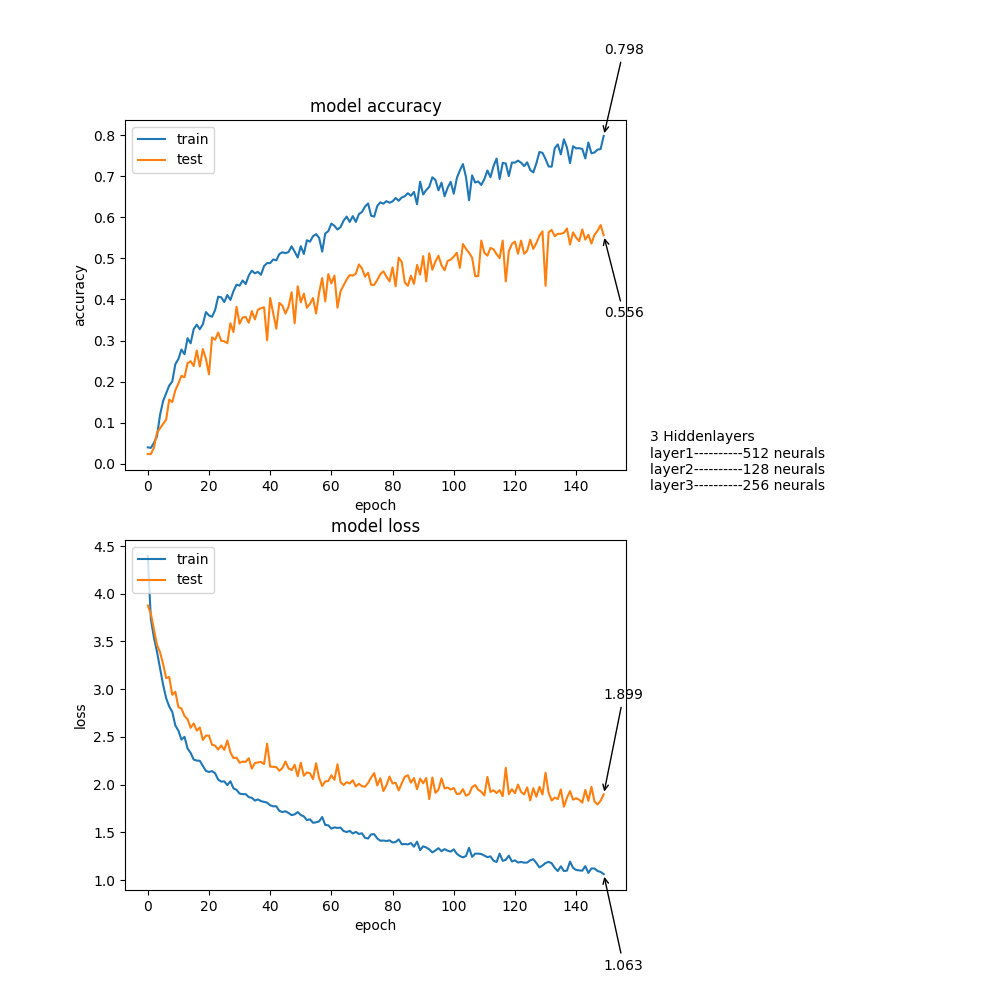 0.798
model accuracy
train
test
0.8
0.7
0.6
0.5
0.4
0.3
0.2
0.1
0.0
accuracy
0.556
0 20 40 60 80 100 120 140
epoch
3 Hiddenlayers
layer1----------512 neurals
layer2----------128 neurals
layer3----------256 neurals
model loss
train
test
4.5
4.0
3.5
3.0
2.5
2.0
1.5
1.0
loss
1.899
0 20 40 60 80 100 120 140
epoch
1.063